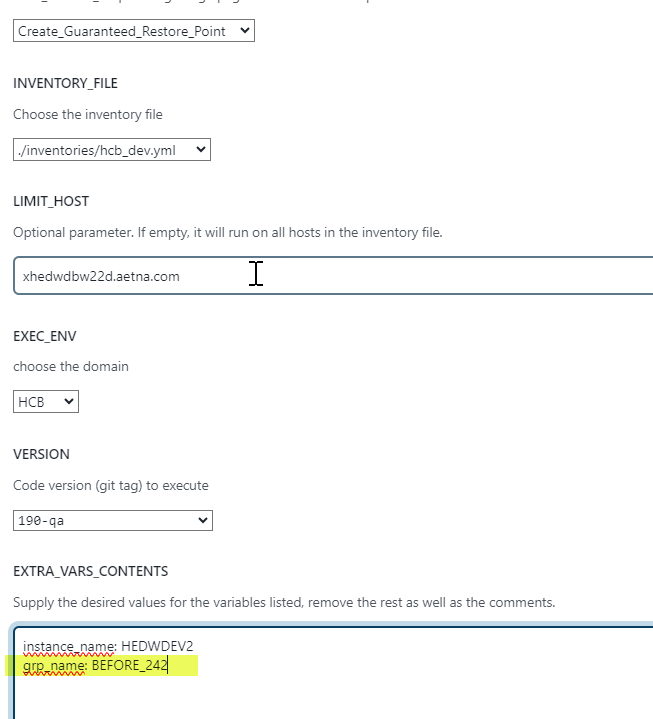 Create_Guaranteed_Restore_Point
INVENTORY_FILE
Choose the inventory file
./inventories/hcb_dev.yml
LIMIT_HOST
Optional parameter. If empty, it will run on all hosts in the inventory file.
xhedwdbw22d.aetna.com
EXEC_ENV
choose the domain
HCB
VERSION
Code version (git tag) to execute
190-qa
EXTRA_VARS_CONTENTS
Supply the desired values for the variables listed, remove the rest as well as the comments.
instance_name: HEDWDEV2
grp_name: BEFORE_242